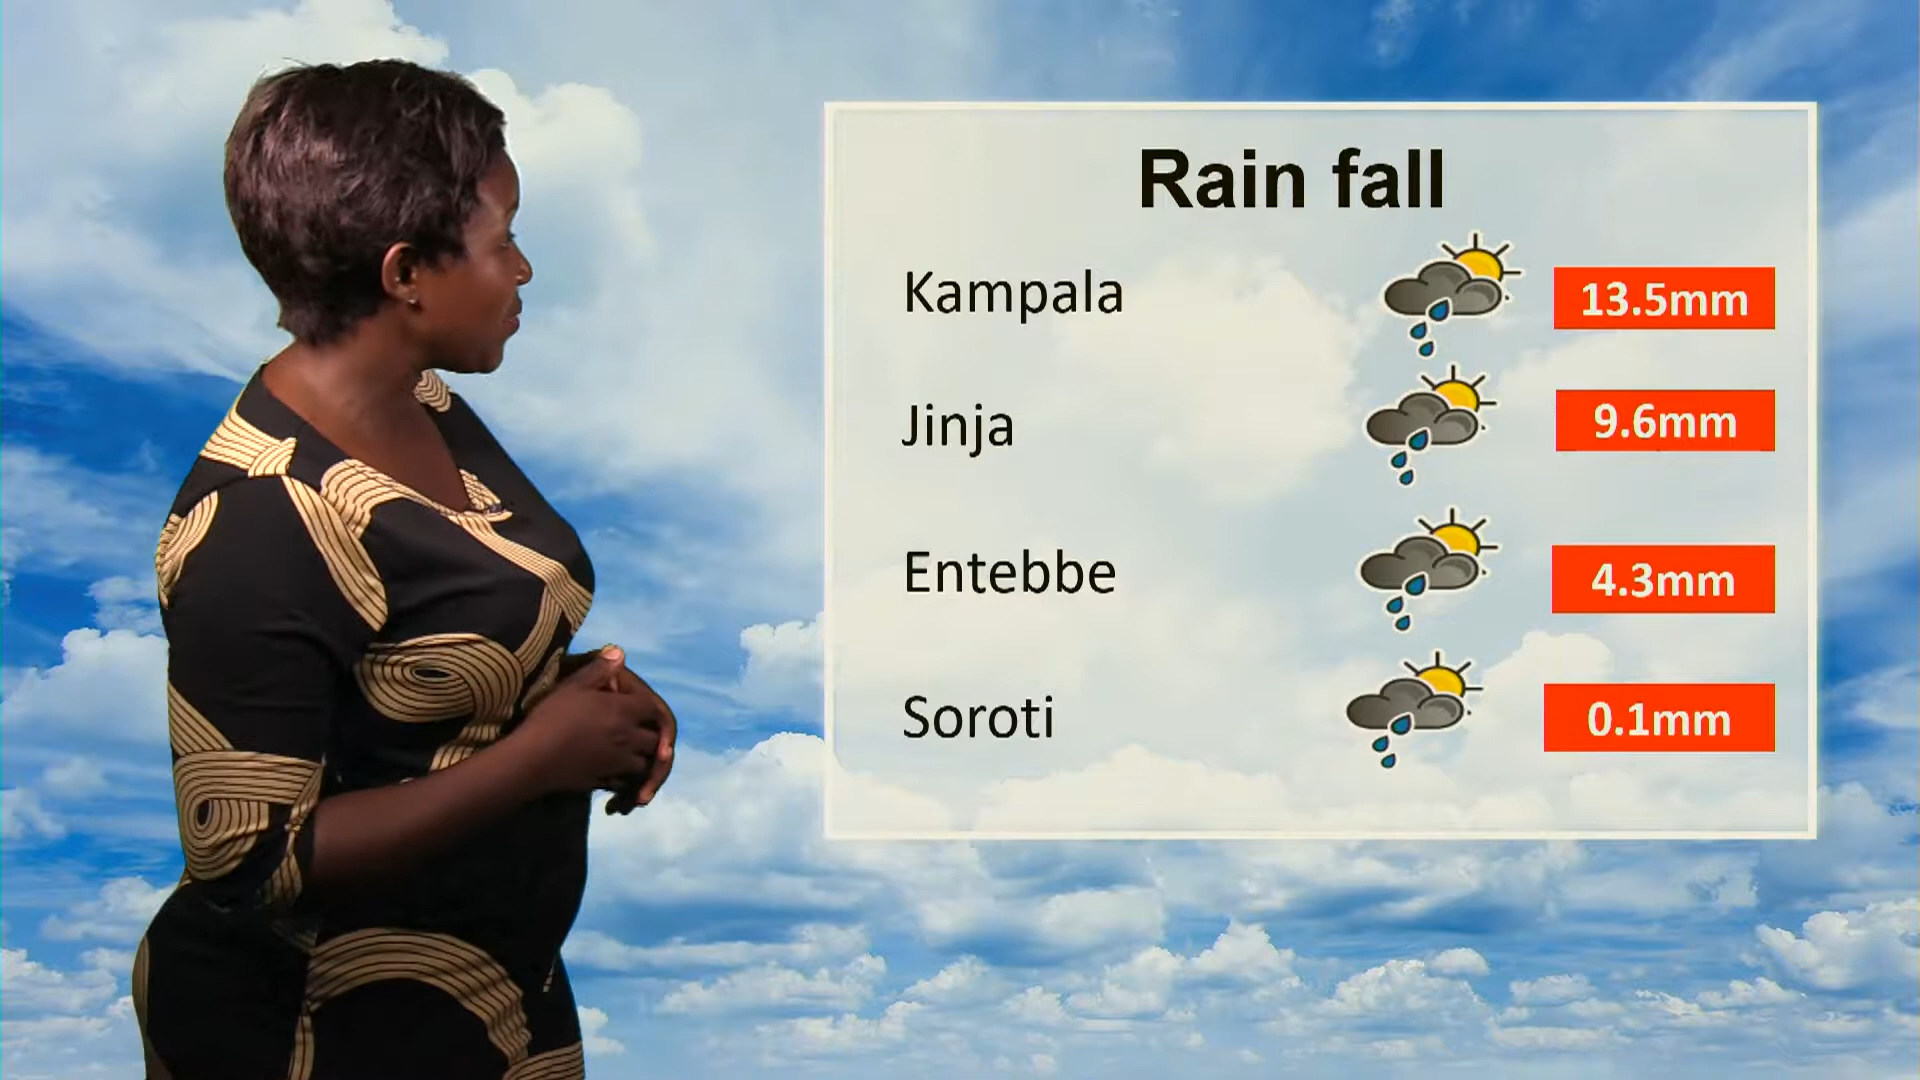 Rain fall
Kampala 13.5mm
Jinja 9.6mm
Entebbe 4.3mm
Soroti 0.1mm